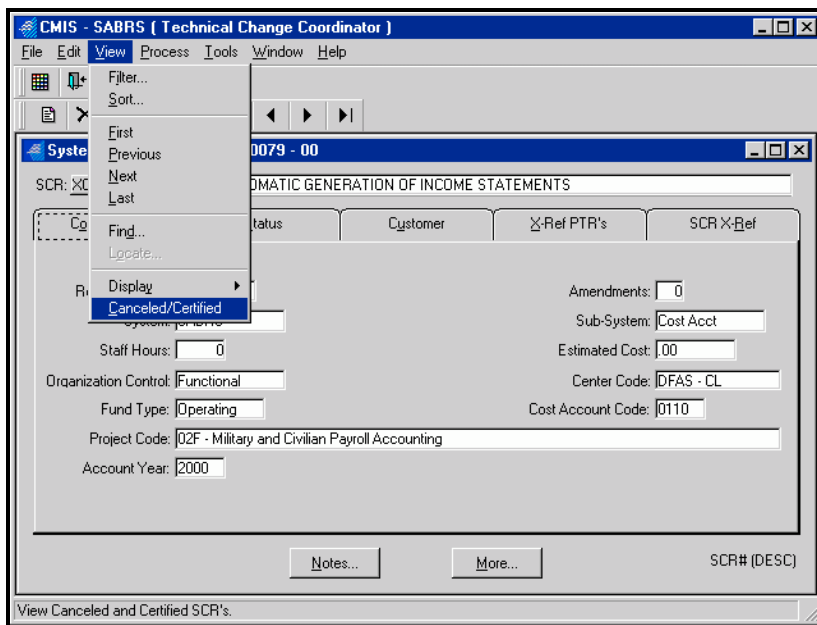 CMIS - SABRS ( Technical Change Coordinator )
File Edit View Process Tools Window Help
Filter...
Sort...
First
Previous
Next
Last
Find...
Locate...
Display
Canceled/Certified
Syste 0079 - 00
SCR: OMATIC GENERATION OF INCOME STATEMENTS
Co tatus Customer X-Ref PTR's SCR X-Ref
Amendments: 0
Sub-System: Cost Acct
Staff Hours: 0 Estimated Cost: .00
Organization Control: Functional Center Code: DFAS - CL
Fund Type: Operating Cost Account Code: 0110
Project Code: 02F - Military and Civilian Payroll Accounting
Account Year: 2000
Notes... More... SCR# (DESC)
View Canceled and Certified SCR's.